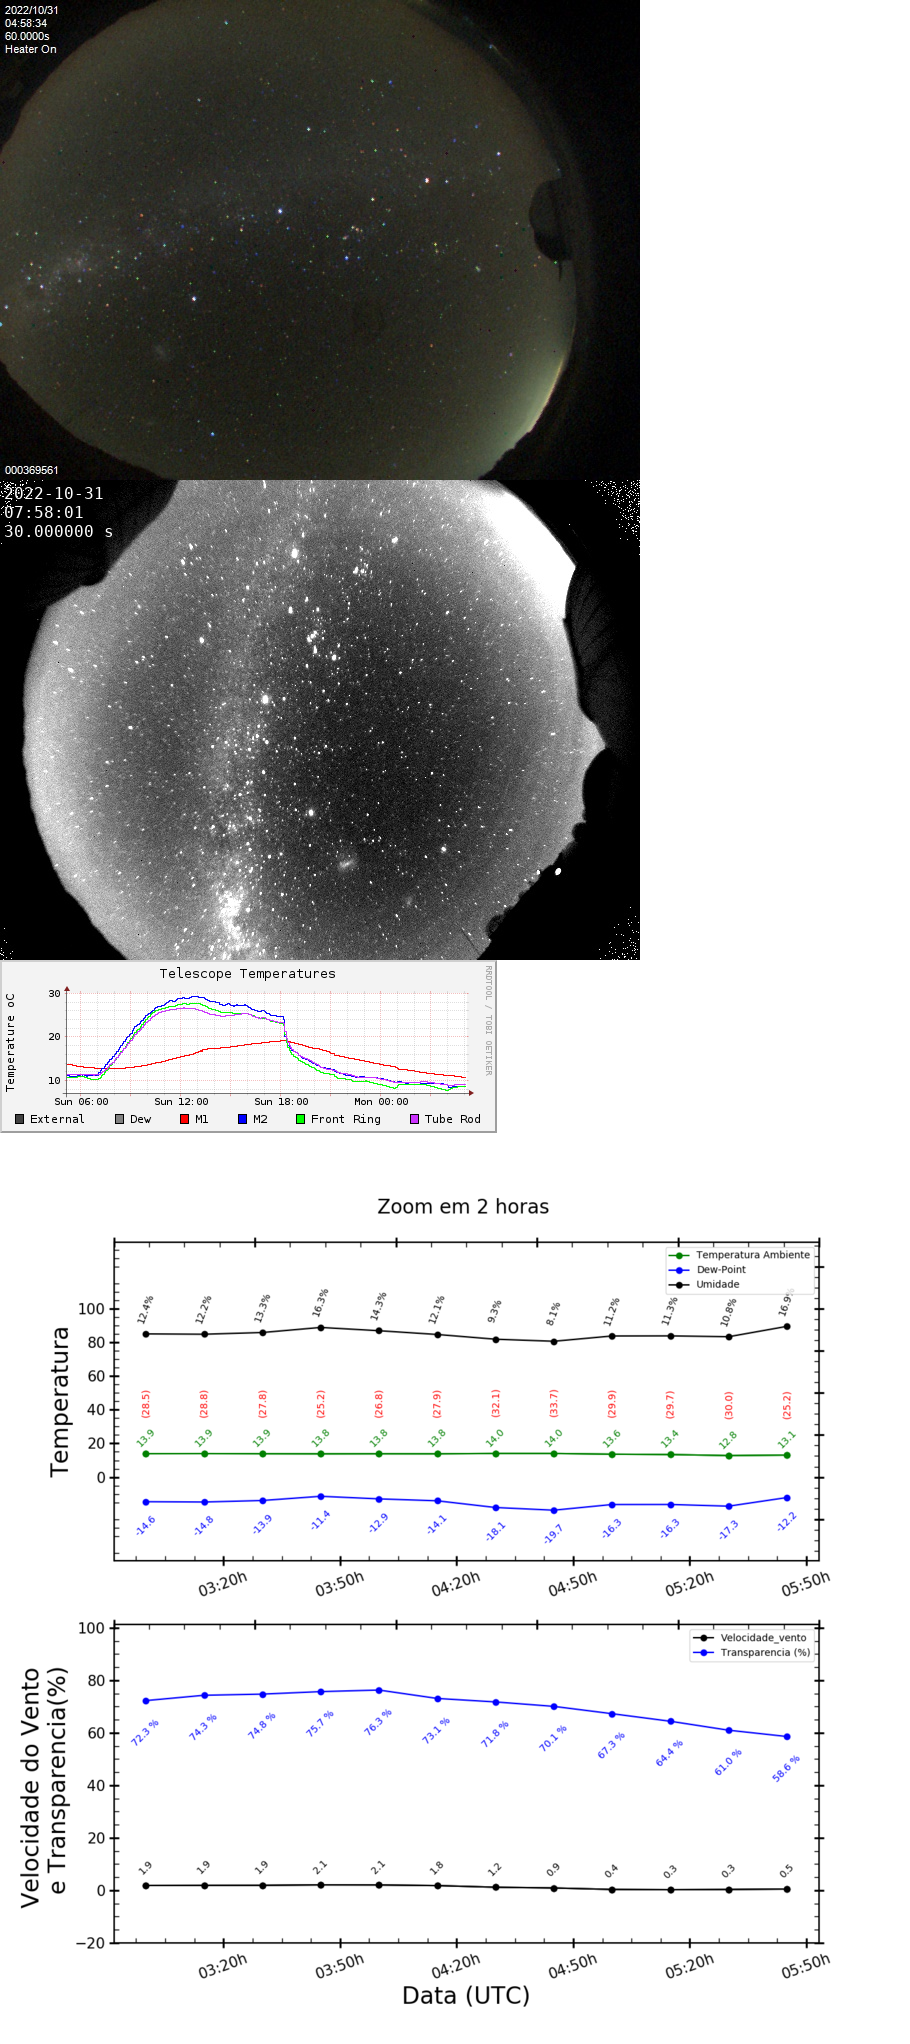 2022/10/31
04:58:34
60.0000s
Heater On
000369561
2022-10-31
07:58:01
30.000000 s
Telescope Temperatures
RRDTOOL / TOBI OETIKER
Temperature oC
30
20
10
Sun 06:00 Sun 12:00 Sun 18:00 Mon 00:00
External Dew M1 M2 Front Ring Tube Rod
Zoom em 2 horas
Temperatura Ambiente
Dew-Point
Umidade
Temperatura
100
80
60
40
20
0
12.4% 12.2% 13.3% 16.3% 14.3% 12.1% 9.3% 8.1% 11.2% 11.3% 10.8% 16.9%
(28.5) (28.8) (27.8) (25.2) (26.8) (27.9) (32.1) (33.7) (29.9) (29.7) (30.0) (25.2)
13.9 13.9 13.9 13.8 13.8 13.8 14.0 14.0 13.6 13.4 12.8 13.1
-14.6 -14.8 -13.9 -11.4 -12.9 -14.1 -18.1 -19.7 -16.3 -16.3 -17.3 -12.2
03:20h 03:50h 04:20h 04:50h 05:20h 05:50h
Velocidade_vento
Transparencia (%)
Velocidade do Vento
e Transparencia(%)
100
80
60
40
20
0
−20
72.3 % 74.3 % 74.8 % 75.7 % 76.3 % 73.1 % 71.8 % 70.1 % 67.3 % 64.4 % 61.0 % 58.6 %
1.9 1.9 1.9 2.1 2.1 1.8 1.2 0.9 0.4 0.3 0.3 0.5
03:20h 03:50h 04:20h 04:50h 05:20h 05:50h
Data (UTC)